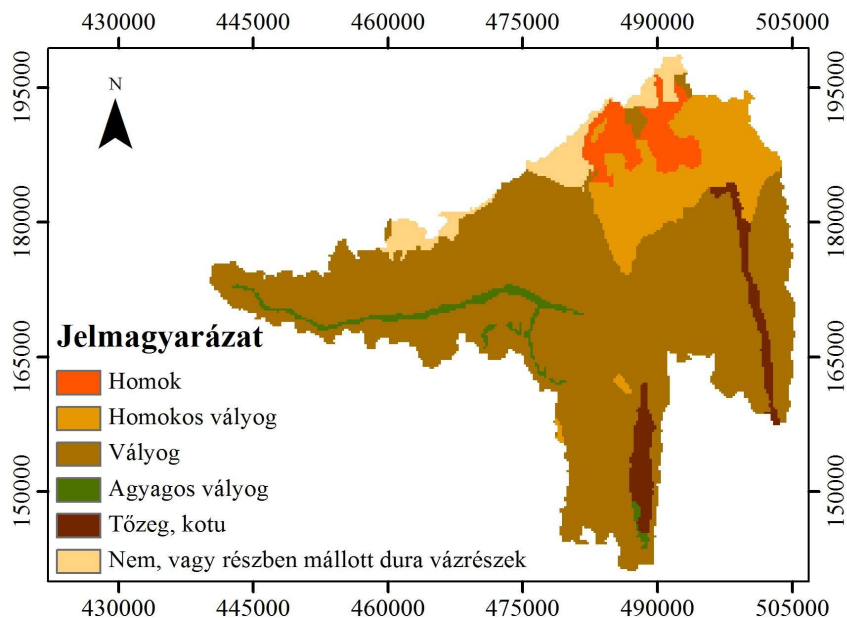 430000 445000 460000 475000 490000 505000
195000 195000
N
180000 180000
165000 165000
150000 150000
Jelmagyarázat
Homok
Homokos vályog
Vályog
Agyagos vályog
Tőzeg, kotu
Nem, vagy részben mállott dura vázrészek
430000 445000 460000 475000 490000 505000